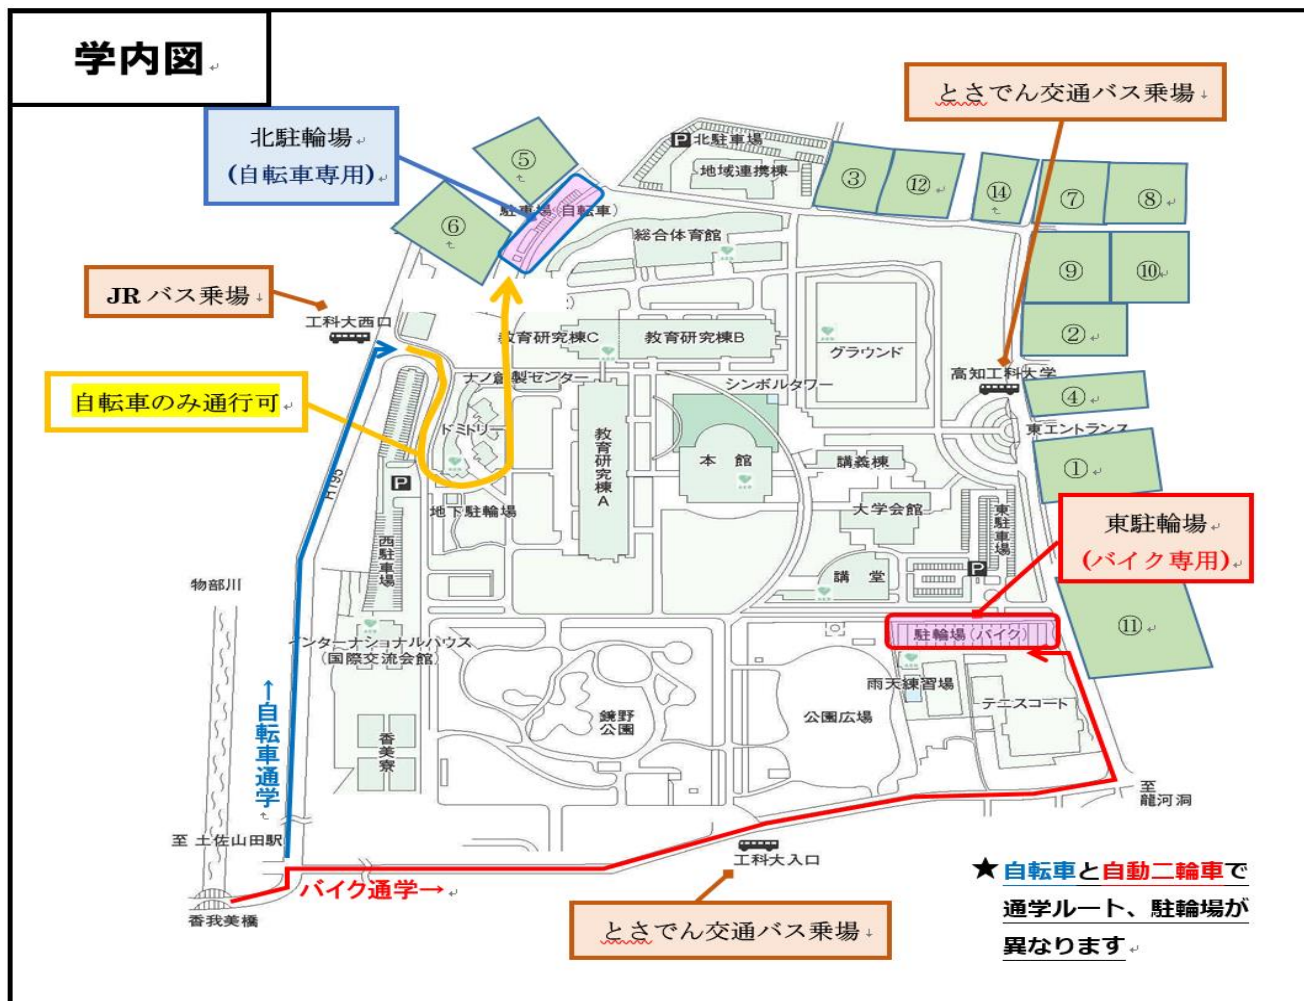 学内図
とさでん交通バス乗場
北駐輪場
(自転車専用)
P北駐車場
地域連携棟
⑤
③
⑫
⑭
⑦
⑧
駐車場(自転車)
⑥
総合体育館
⑨
⑩
JR バス乗場
工科大西口
教育研究棟C
教育研究棟B
グラウンド
②
高知工科大学
ナノ創製センター
シンボルタワー
自転車のみ通行可
④
ドミトリー
東エントランス
教育研究棟A
本館
講義棟
①
R195
P
地下駐輪場
大学会館
東駐車場
東駐輪場
(バイク専用)
西駐車場
講堂
P
物部川
⑪
駐輪場(バイク)
インターナショナルハウス
(国際交流会館)
雨天練習場
テニスコート
←自転車通学
鏡野
公園
公園広場
香美寮
至
龍河洞
至 土佐山田駅
工科大入口
バイク通学→
香我美橋
とさでん交通バス乗場
★自転車と自動二輪車で
通学ルート、駐輪場が
異なります